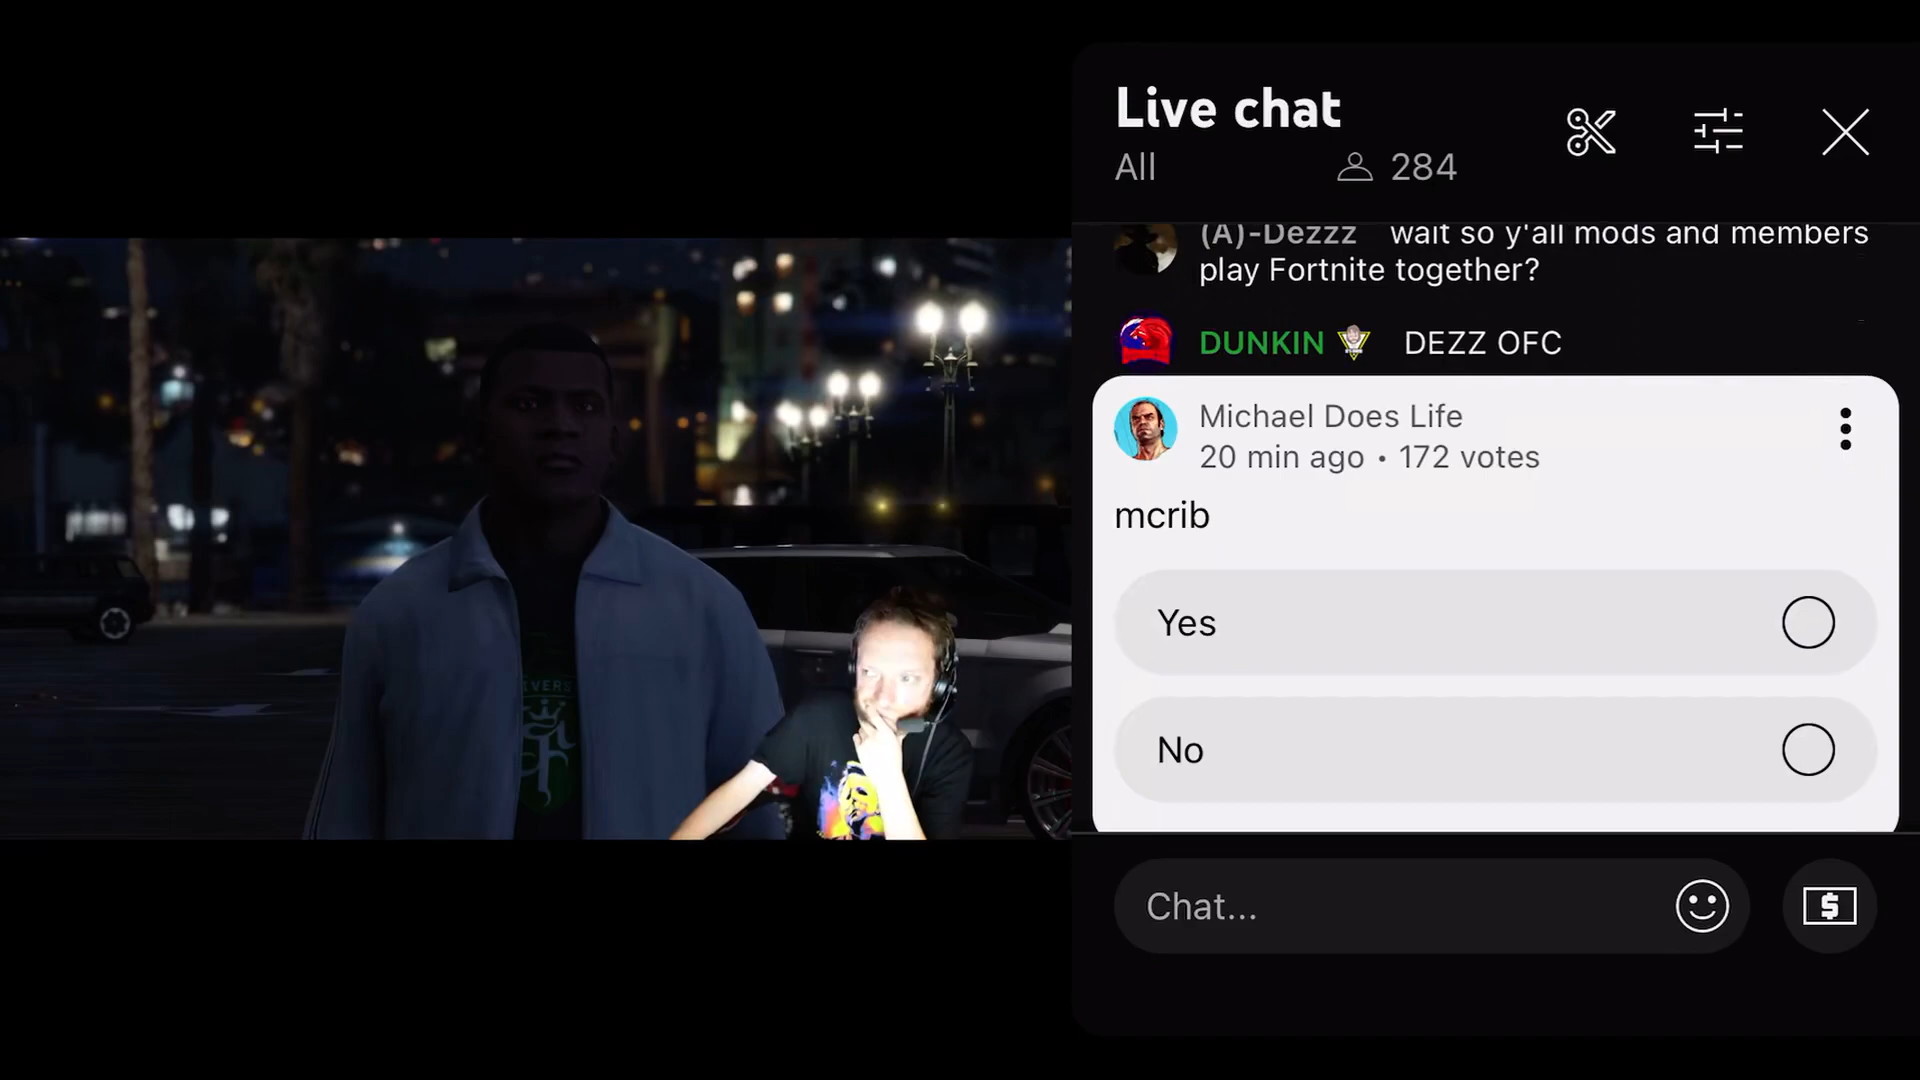 Live chat
All 284
(A)-Dezzz wait so y'all mods and members
play Fortnite together?
DUNKIN DEZZ OFC
Michael Does Life
20 min ago • 172 votes
mcrib
Yes
No
Chat...
$